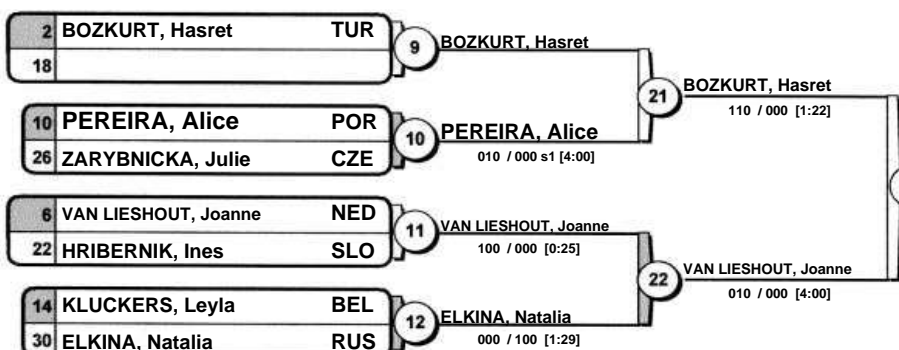 2 BOZKURT, Hasret TUR
18
9
BOZKURT, Hasret
10 PEREIRA, Alice POR
26 ZARYBNICKA, Julie CZE
10
PEREIRA, Alice
010 / 000 s1 [4:00]
21
BOZKURT, Hasret
110 / 000 [1:22]
6 VAN LIESHOUT, Joanne NED
22 HRIBERNIK, Ines SLO
11
VAN LIESHOUT, Joanne
100 / 000 [0:25]
14 KLUCKERS, Leyla BEL
30 ELKINA, Natalia RUS
12
ELKINA, Natalia
000 / 100 [1:29]
22
VAN LIESHOUT, Joanne
010 / 000 [4:00]